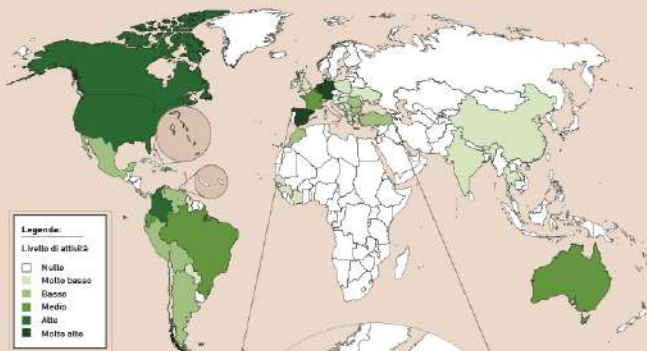 Legenda:
Livello di attività
Nullo
Molto basso
Basso
Medio
Alto
Molto alto